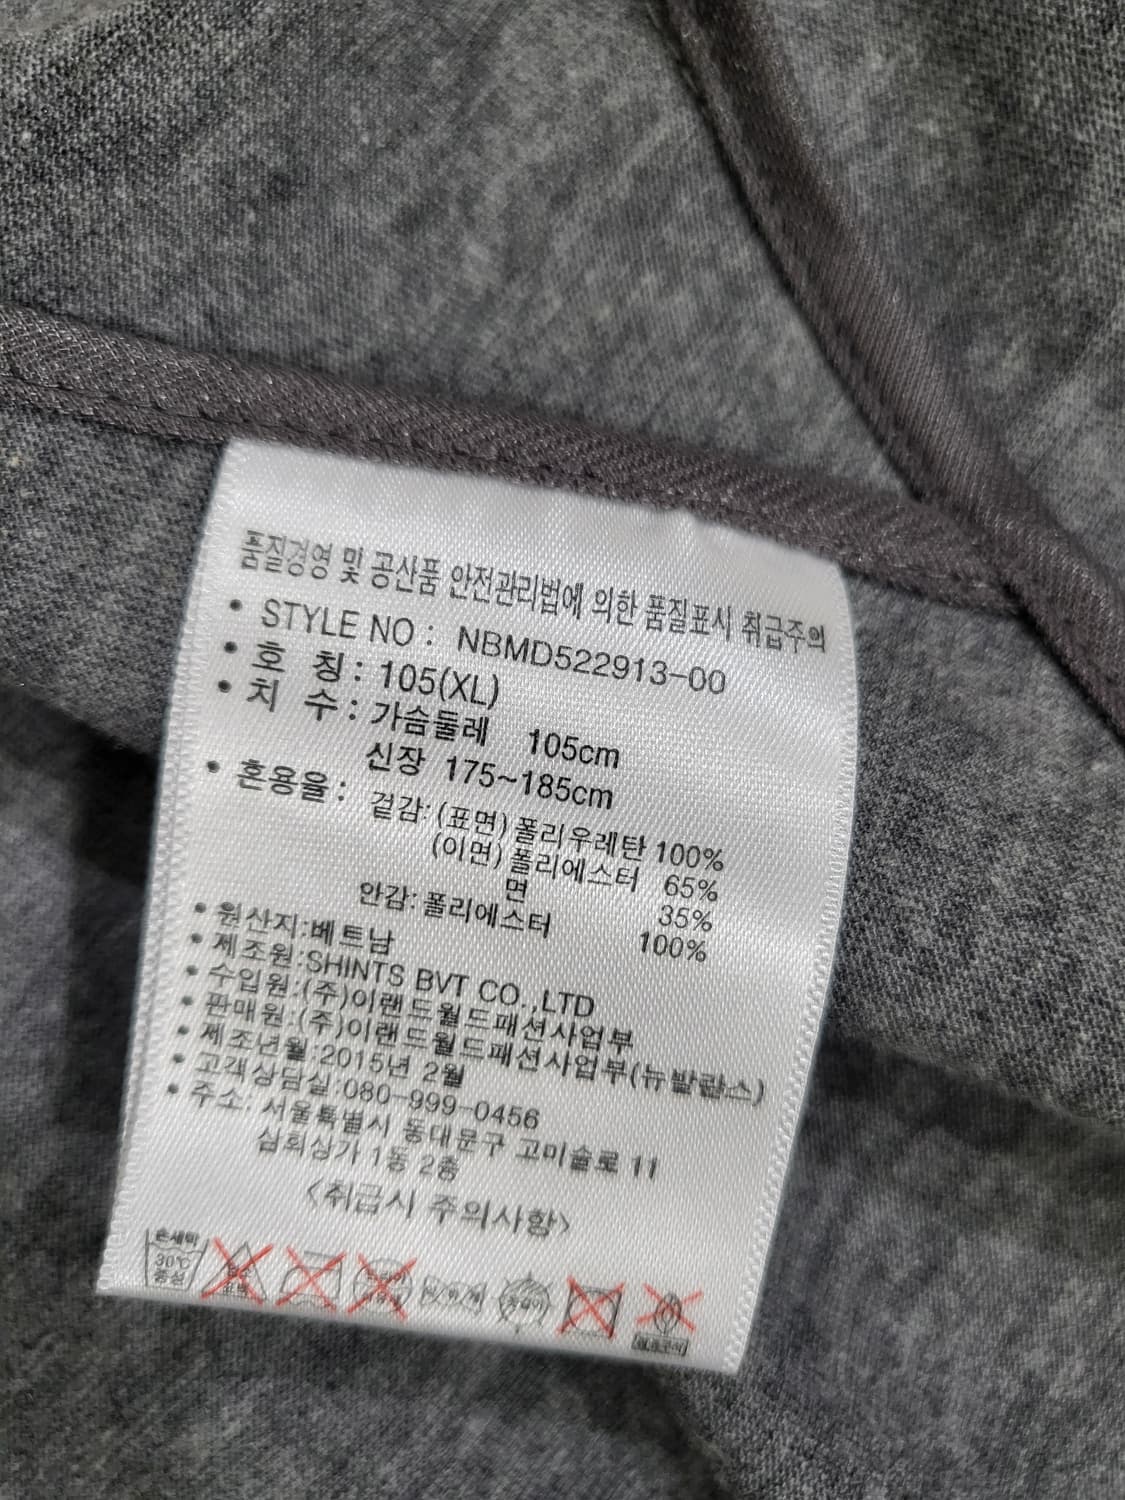 품질경영 및 공산품 안전관리법에 의한 품질표시 취급주의
• STYLE NO : NBMD522913-00
• 호 칭 : 105(XL)
• 치 수 : 가슴둘레 105cm
신장 175~185cm
• 혼용율 : 겉감:(표면) 폴리우레탄 100%
(이면) 폴리에스터 65%
면 35%
안감: 폴리에스터 100%
• 원산지:베트남
• 제조원:SHINTS BVT CO.,LTD
• 수입원:(주)이랜드월드패션사업부
• 판매원:(주)이랜드월드패션사업부(뉴발란스)
• 제조년월:2015년 2월
• 고객상담실:080-999-0456
• 주소: 서울특별시 동대문구 고미술로 11
삼희상가 1동 2층
<취급시 주의사항>
손세탁
30℃
중성